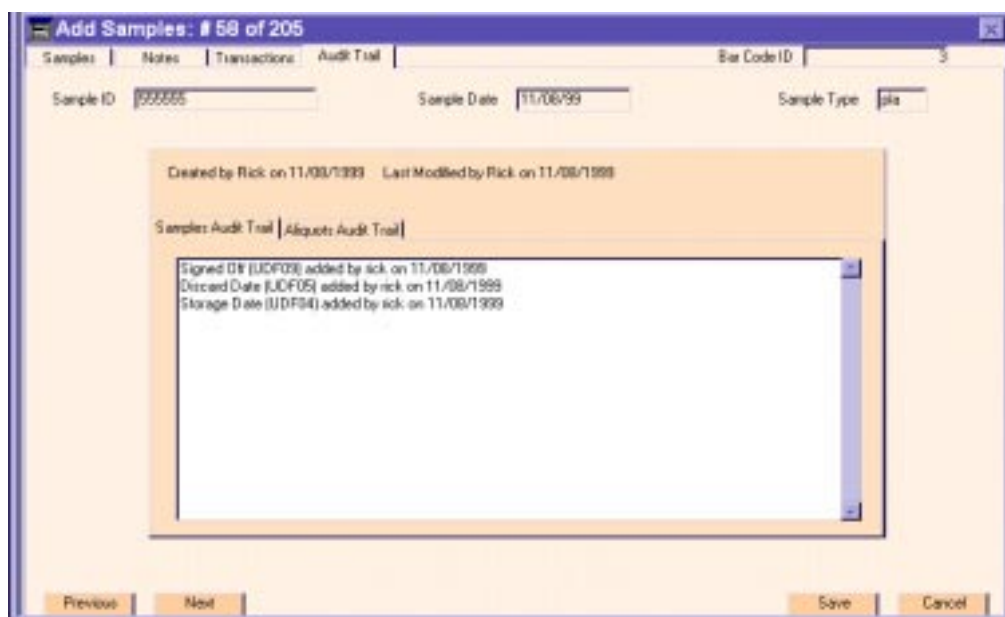 Add Samples: # 58 of 205
Samples Notes Transactions Audit Trail Bar Code ID 3
Sample ID 555555 Sample Date 11/08/99 Sample Type pla
Created by Rick on 11/08/1999 Last Modified by Rick on 11/08/1999
Samples Audit Trail Aliquots Audit Trail
Signed Off (UDF09) added by rick on 11/08/1999
Discard Date (UDF05) added by rick on 11/08/1999
Storage Date (UDF04) added by rick on 11/08/1999
Previous Next Save Cancel